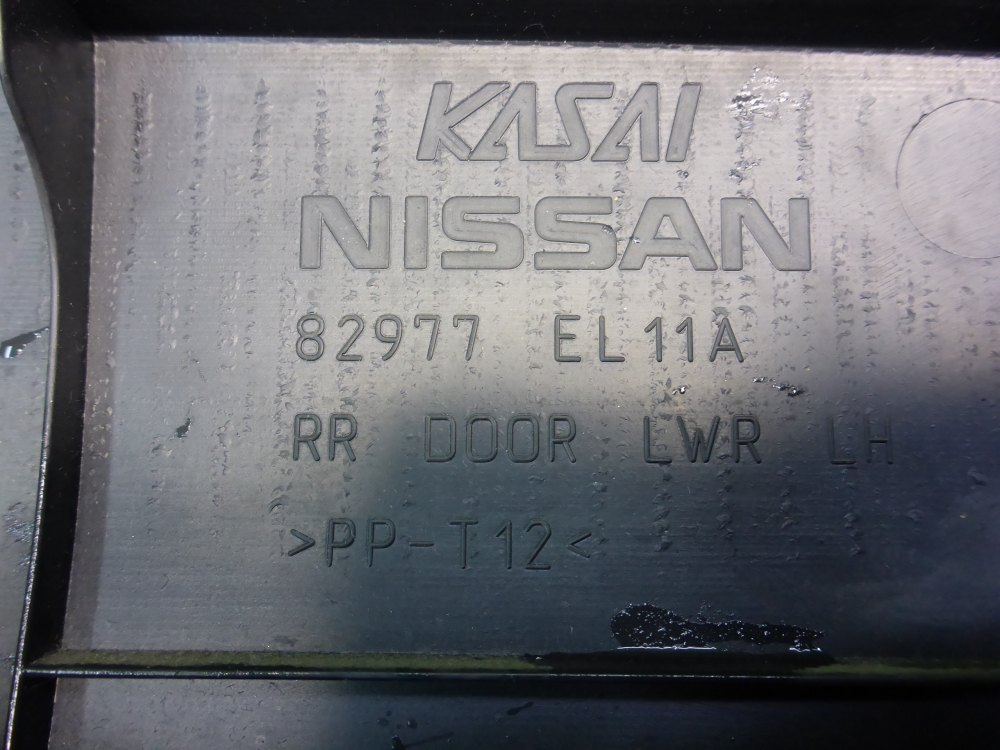 KASAI
NISSAN
82977 EL11A
RR DOOR LWR LH
>PP-T12<